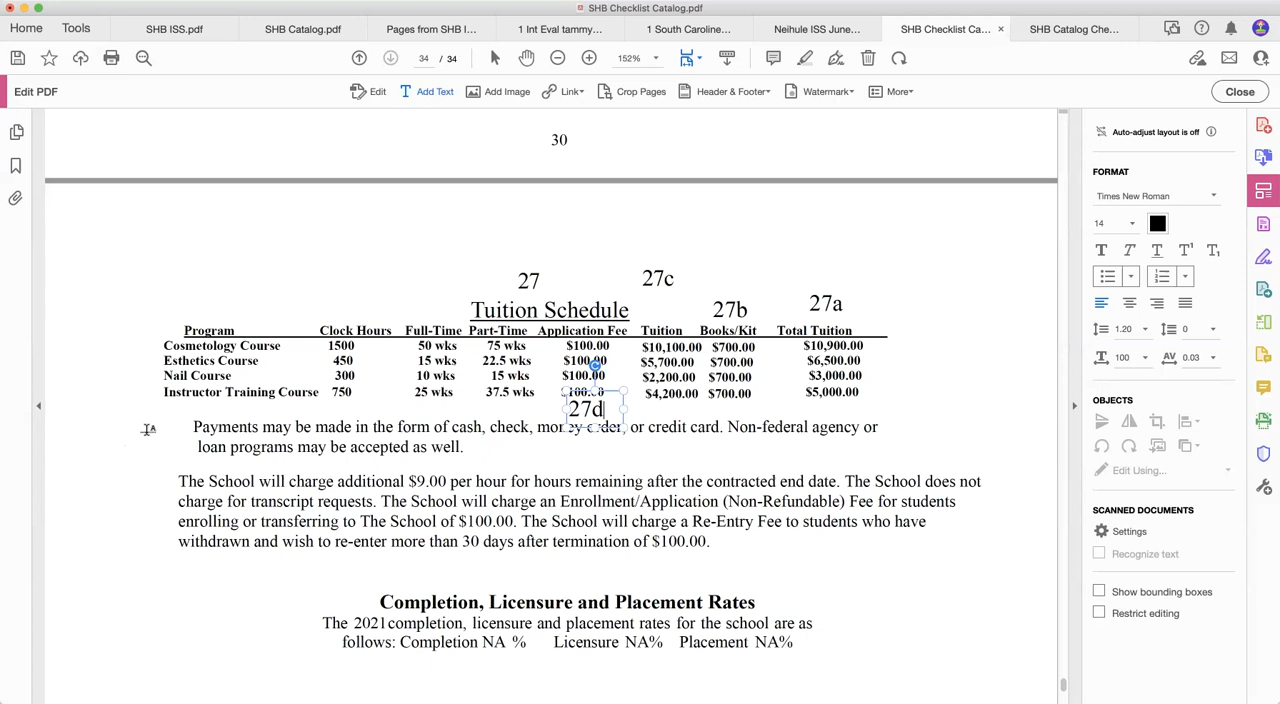 SHB Checklist Catalog.pdf
Home Tools SHB ISS.pdf SHB Catalog.pdf Pages from SHB I... 1 Int Eval tammy... 1 South Caroline... Neihule ISS June... SHB Checklist Ca... × SHB Catalog Che...
34 / 34 152%
Edit PDF Edit Add Text Add Image Link Crop Pages Header & Footer Watermark More Close
30
27 27c
Tuition Schedule 27b 27a
Program Clock Hours Full-Time Part-Time Application Fee Tuition Books/Kit Total Tuition
Cosmetology Course 1500 50 wks 75 wks $100.00 $10,100.00 $700.00 $10,900.00
Esthetics Course 450 15 wks 22.5 wks $100.00 $5,700.00 $700.00 $6,500.00
Nail Course 300 10 wks 15 wks $100.00 $2,200.00 $700.00 $3,000.00
Instructor Training Course 750 25 wks 37.5 wks $100.00 $4,200.00 $700.00 $5,000.00
27d
Payments may be made in the form of cash, check, money order, or credit card. Non-federal agency or
loan programs may be accepted as well.
The School will charge additional $9.00 per hour for hours remaining after the contracted end date. The School does not
charge for transcript requests. The School will charge an Enrollment/Application (Non-Refundable) Fee for students
enrolling or transferring to The School of $100.00. The School will charge a Re-Entry Fee to students who have
withdrawn and wish to re-enter more than 30 days after termination of $100.00.
Completion, Licensure and Placement Rates
The 2021completion, licensure and placement rates for the school are as
follows: Completion NA % Licensure NA% Placement NA%
Auto-adjust layout is off
FORMAT
Times New Roman
14
T T T T¹ T₁
1.20 0
100 AV 0.03
OBJECTS
Edit Using...
SCANNED DOCUMENTS
Settings
Recognize text
Show bounding boxes
Restrict editing